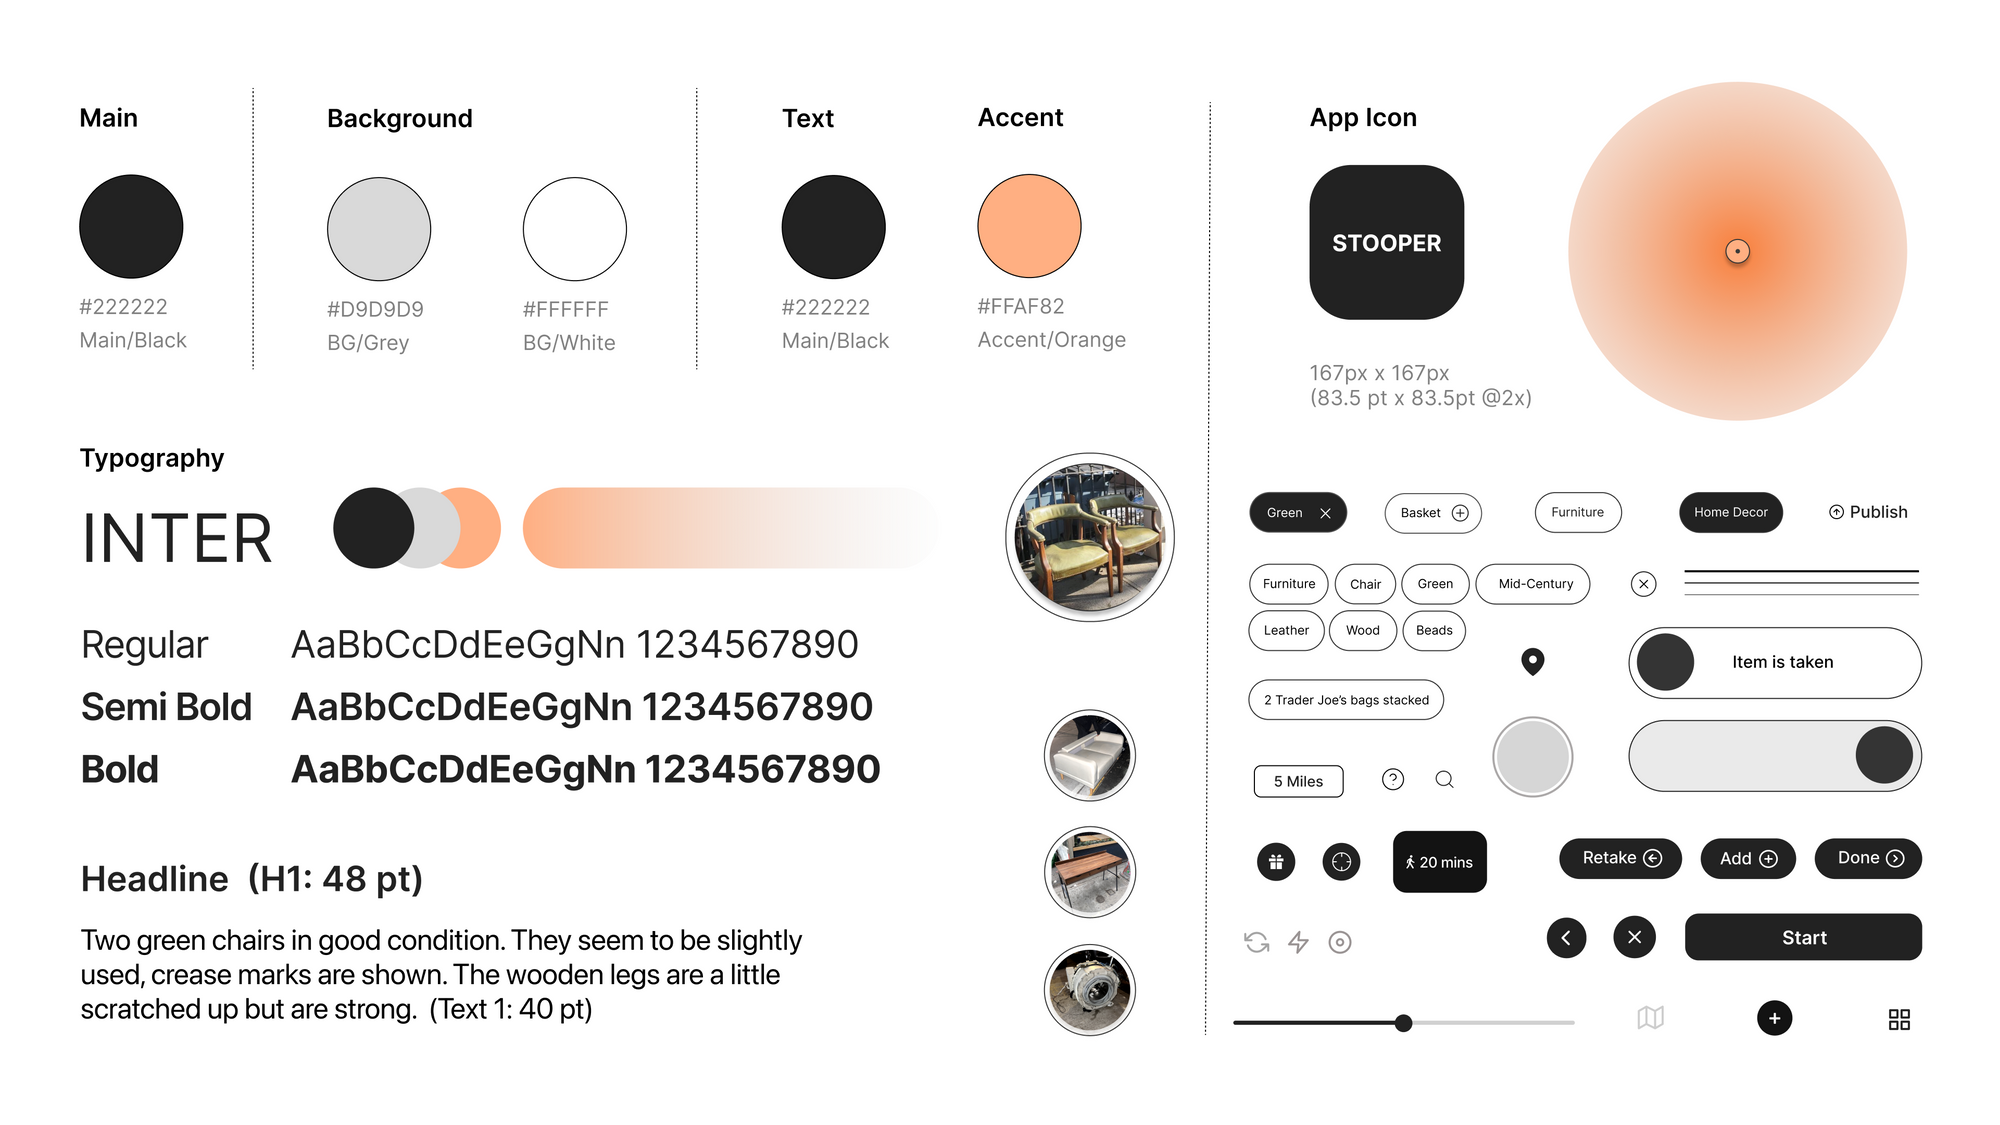 Main
#222222
Main/Black
Background
#D9D9D9
BG/Grey
#FFFFFF
BG/White
Text
#222222
Main/Black
Accent
#FFAF82
Accent/Orange
Typography
INTER
Regular AaBbCcDdEeGgNn 1234567890
Semi Bold AaBbCcDdEeGgNn 1234567890
Bold AaBbCcDdEeGgNn 1234567890
Headline (H1: 48 pt)
Two green chairs in good condition. They seem to be slightly
used, crease marks are shown. The wooden legs are a little
scratched up but are strong. (Text 1: 40 pt)
App Icon
STOOPER
167px x 167px
(83.5 pt x 83.5pt @2x)
Green
Basket
Furniture
Home Decor
Publish
Furniture
Chair
Green
Mid-Century
Leather
Wood
Beads
Item is taken
2 Trader Joe's bags stacked
5 Miles
20 mins
Retake
Add
Done
Start